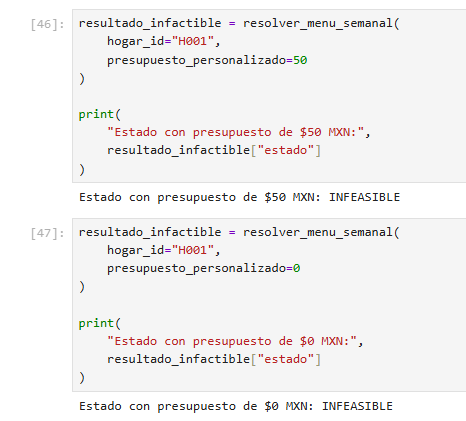 [46]: resultado_infactible = resolver_menu_semanal(
    hogar_id="H001",
    presupuesto_personalizado=50
)
print(
    "Estado con presupuesto de $50 MXN:",
    resultado_infactible["estado"]
)
Estado con presupuesto de $50 MXN: INFEASIBLE
[47]: resultado_infactible = resolver_menu_semanal(
    hogar_id="H001",
    presupuesto_personalizado=0
)
print(
    "Estado con presupuesto de $0 MXN:",
    resultado_infactible["estado"]
)
Estado con presupuesto de $0 MXN: INFEASIBLE